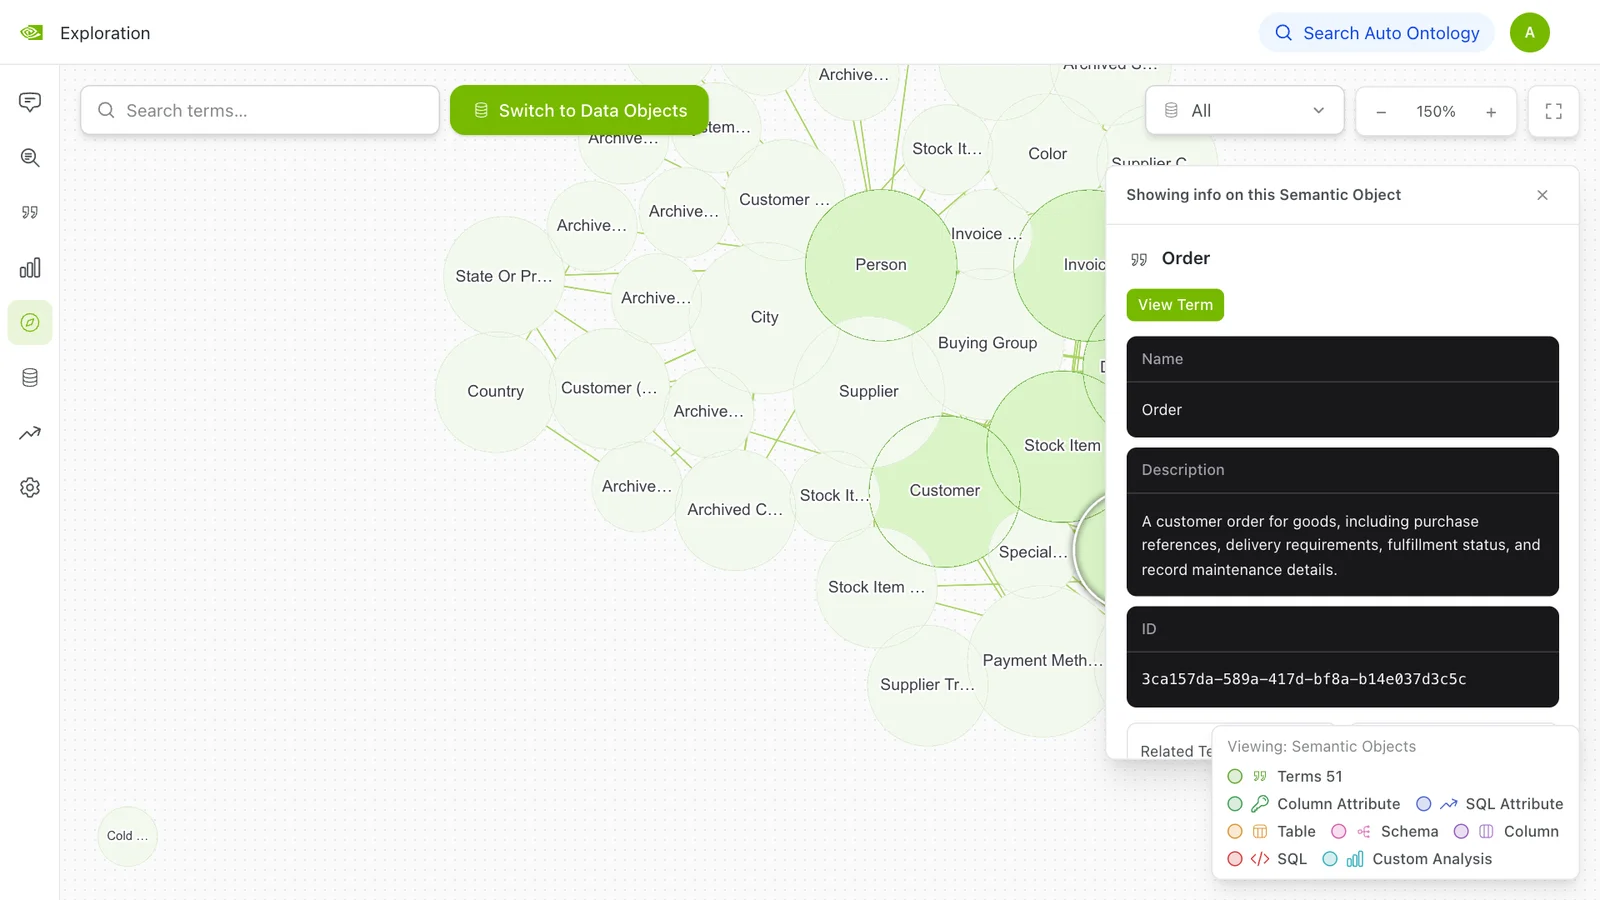 Exploration
Search Auto Ontology
A
Search terms...
Switch to Data Objects
All
150%
Archive...
Archived S...
Archive...
stem...
Stock It...
Color
Supplier C
Customer ...
Archive...
Archive...
Invoice ...
State Or Pr...
Person
Invoic
Archive...
City
Buying Group
Country
Customer (...
Supplier
Archive...
Stock Item
Archive...
Archived C...
Stock It...
Customer
Special...
Stock Item ...
Payment Meth...
Supplier Tr...
Cold ...
Showing info on this Semantic Object
Order
View Term
Name
Order
Description
A customer order for goods, including purchase
references, delivery requirements, fulfillment status, and
record maintenance details.
ID
3ca157da-589a-417d-bf8a-b14e037d3c5c
Related Te
Viewing: Semantic Objects
Terms 51
Column Attribute SQL Attribute
Table Schema Column
SQL Custom Analysis